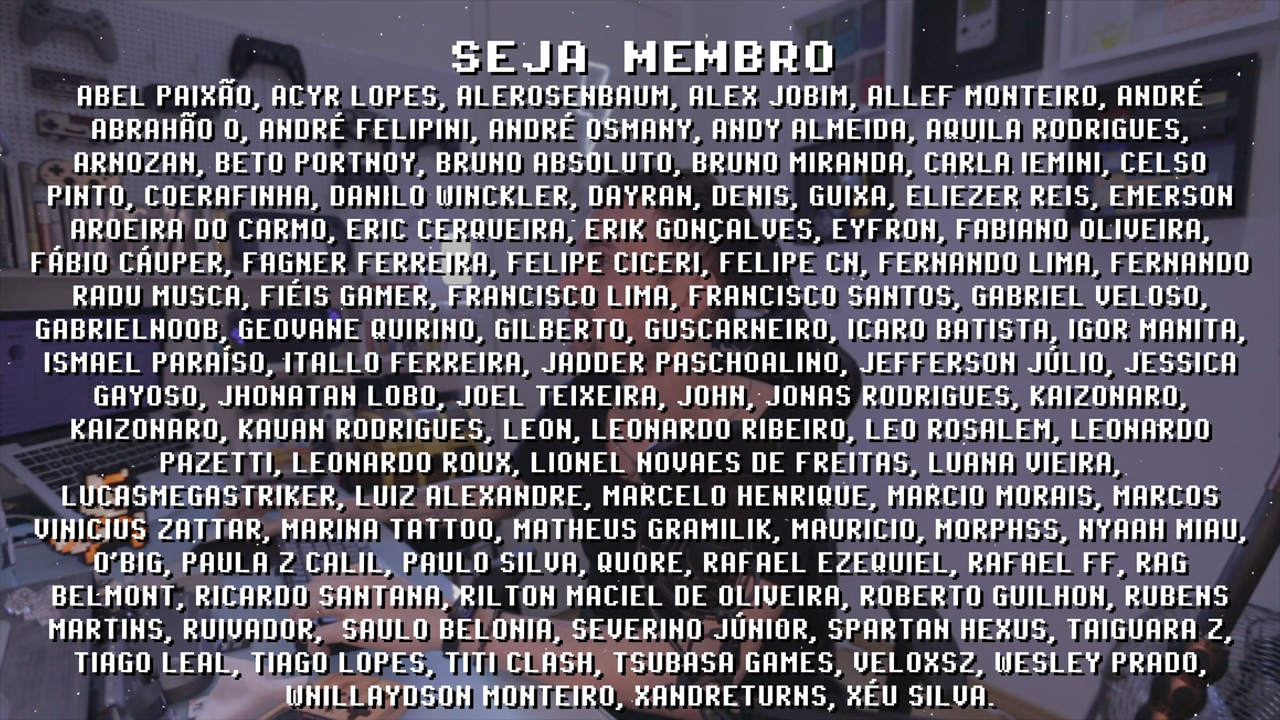 SEJA MEMBRO
ABEL PAIXÃO, ACYR LOPES, ALEROSENBAUM, ALEX JOBIM, ALLEF MONTEIRO, ANDRÉ
ABRAHÃO O, ANDRÉ FELIPINI, ANDRÉ OSMANY, ANDY ALMEIDA, AQUILA RODRIGUES,
ARNOZAN, BETO PORTNOY, BRUNO ABSOLUTO, BRUNO MIRANDA, CARLA IEMINI, CELSO
PINTO, COERAFINHA, DANILO WINCKLER, DAYRAN, DENIS, GUIXA, ELIEZER REIS, EMERSON
AROEIRA DO CARMO, ERIC CERQUEIRA, ERIK GONÇALVES, EYFRON, FABIANO OLIVEIRA,
FÁBIO CÁUPER, FAGNER FERREIRA, FELIPE CICERI, FELIPE CN, FERNANDO LIMA, FERNANDO
RADU MUSCA, FIÉIS GAMER, FRANCISCO LIMA, FRANCISCO SANTOS, GABRIEL VELOSO,
GABRIELNOOB, GEOVANE QUIRINO, GILBERTO, GUSCARNEIRO, ICARO BATISTA, IGOR MANITA,
ISMAEL PARAÍSO, ITALLO FERREIRA, JADDER PASCHOALINO, JEFFERSON JÚLIO, JESSICA
GAYOSO, JHONATAN LOBO, JOEL TEIXEIRA, JOHN, JONAS RODRIGUES, KAIZONARO,
KAIZONARO, KAVAN RODRIGUES, LEON, LEONARDO RIBEIRO, LEO ROSALEM, LEONARDO
PAZETTI, LEONARDO ROUX, LIONEL NOVAES DE FREITAS, LUANA VIEIRA,
LUCASMEGASTRIKER, LUIZ ALEXANDRE, MARCELO HENRIQUE, MARCIO MORAIS, MARCOS
VINICIUS ZATTAR, MARINA TATTOO, MATHEUS GRAMILIK, MAURICIO, MORPHSS, NYAAH MIAU,
O'BIG, PAULA Z CALIL, PAULO SILVA, QUORE, RAFAEL EZEQUIEL, RAFAEL FF, RAG
BELMONT, RICARDO SANTANA, RILTON MACIEL DE OLIVEIRA, ROBERTO GUILHON, RUBENS
MARTINS, RUIVADOR, SAULO BELONIA, SEVERINO JÚNIOR, SPARTAN HEXUS, TAIGUARA Z,
TIAGO LEAL, TIAGO LOPES, TITI CLASH, TSUBASA GAMES, VELOXSZ, WESLEY PRADO,
WHILLAYDSON MONTEIRO, XANDRETURNS, XÉU SILVA.